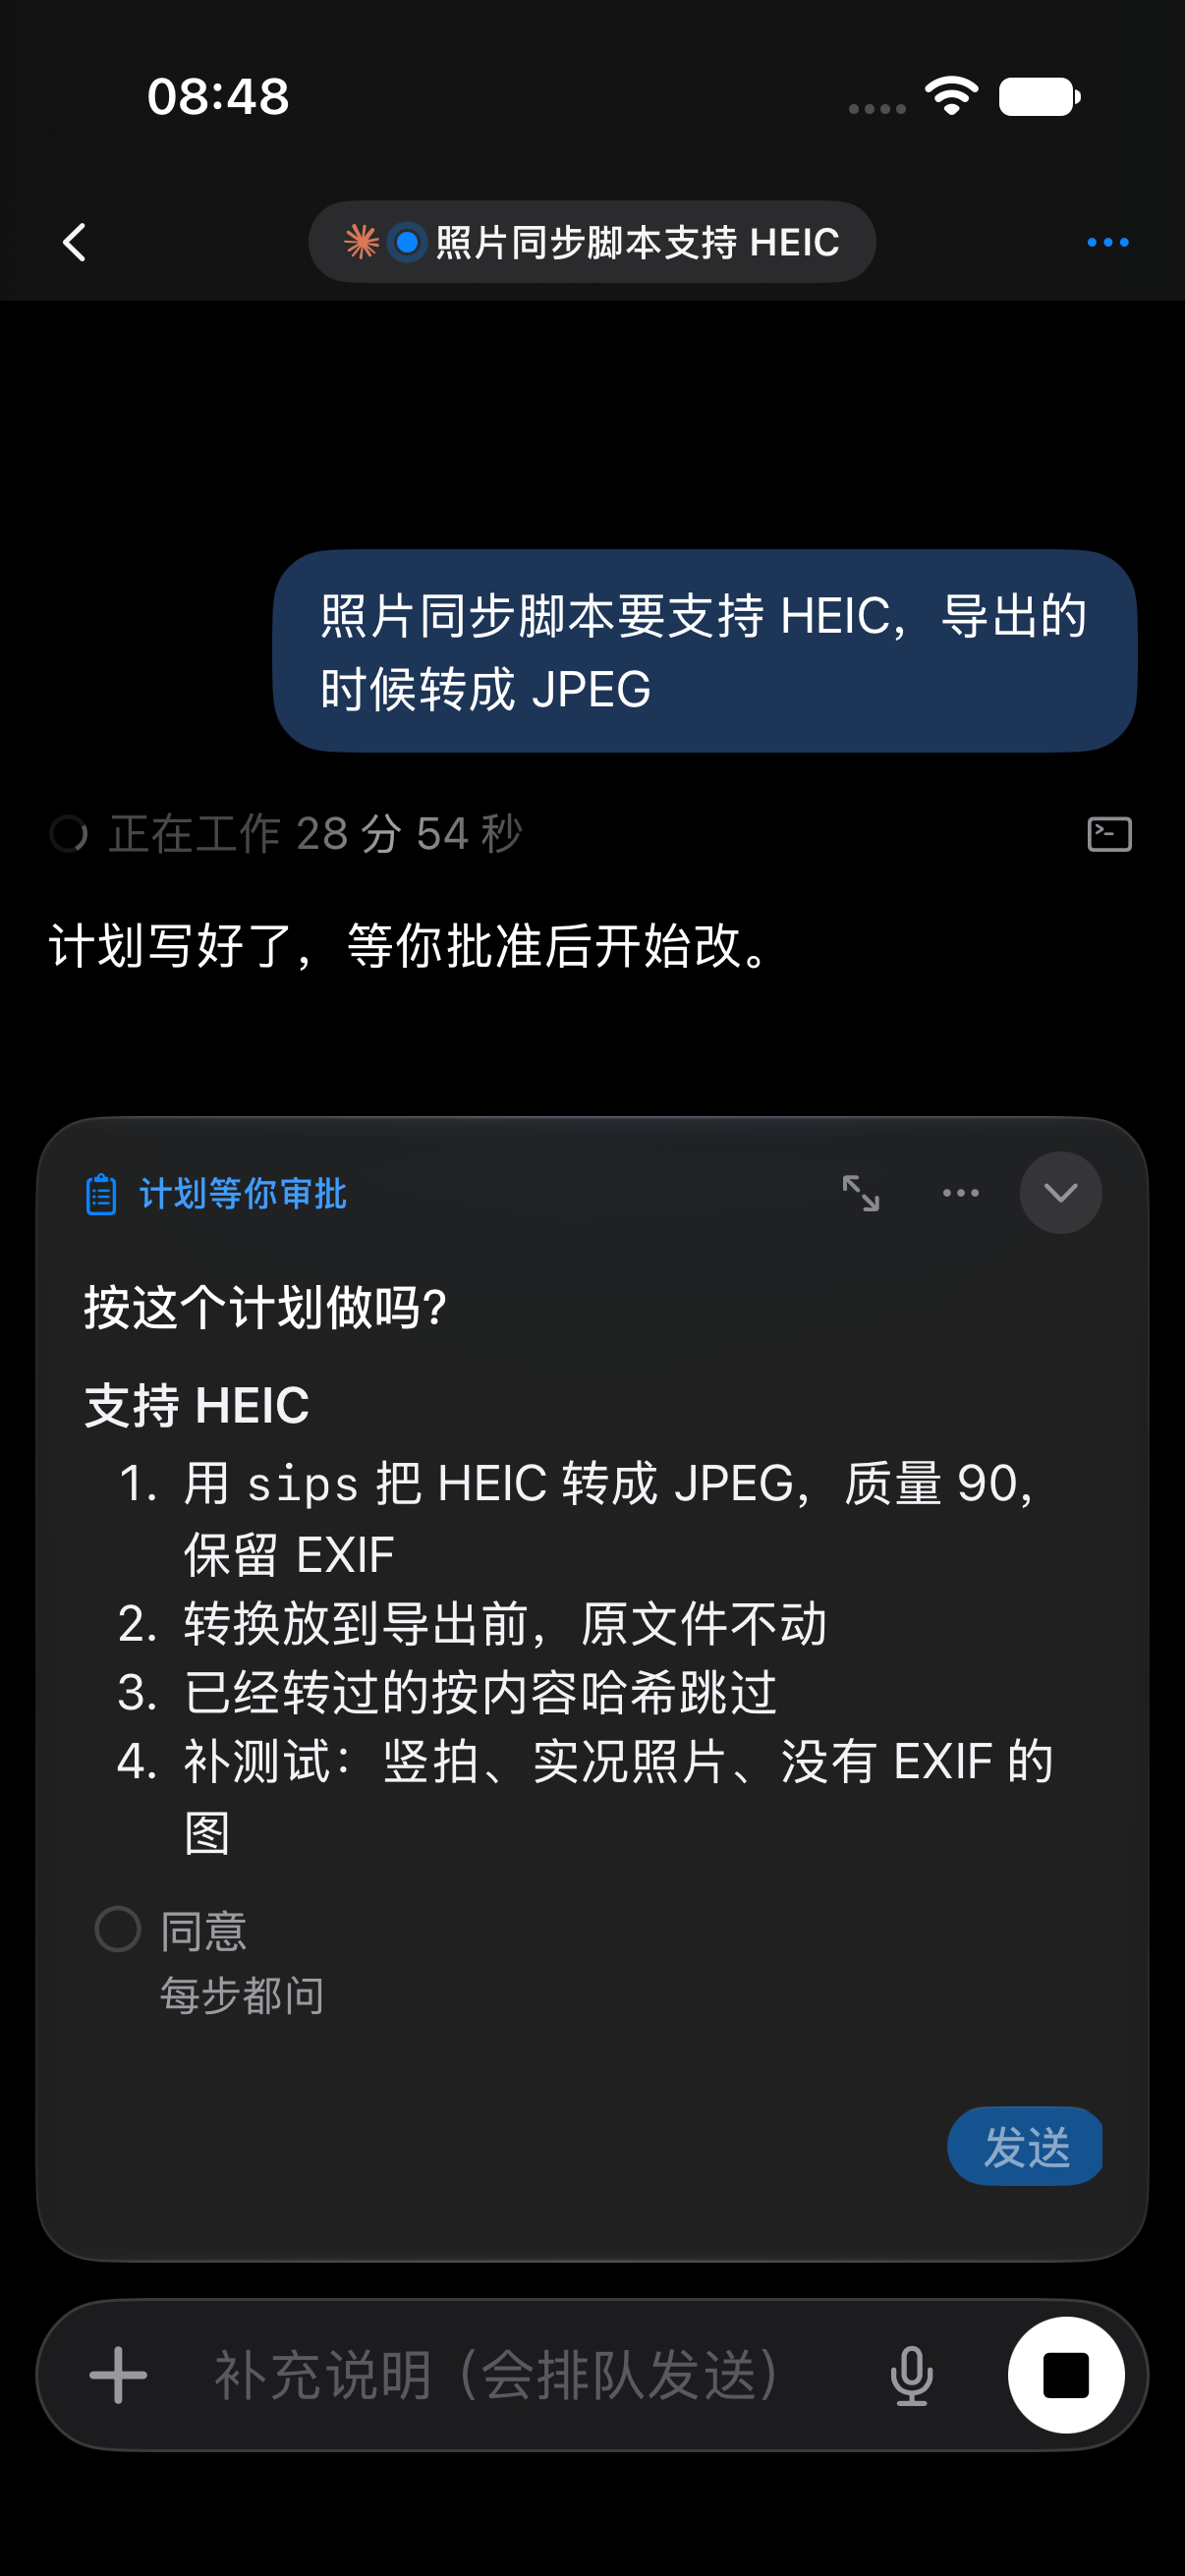 08:48
照片同步脚本支持 HEIC
照片同步脚本要支持 HEIC，导出的
时候转成 JPEG
正在工作 28 分 54 秒
计划写好了，等你批准后开始改。
计划等你审批
按这个计划做吗?
支持 HEIC
1. 用 sips 把 HEIC 转成 JPEG，质量 90，
保留 EXIF
2. 转换放到导出前，原文件不动
3. 已经转过的按内容哈希跳过
4. 补测试：竖拍、实况照片、没有 EXIF 的
图
同意
每步都问
发送
补充说明（会排队发送）